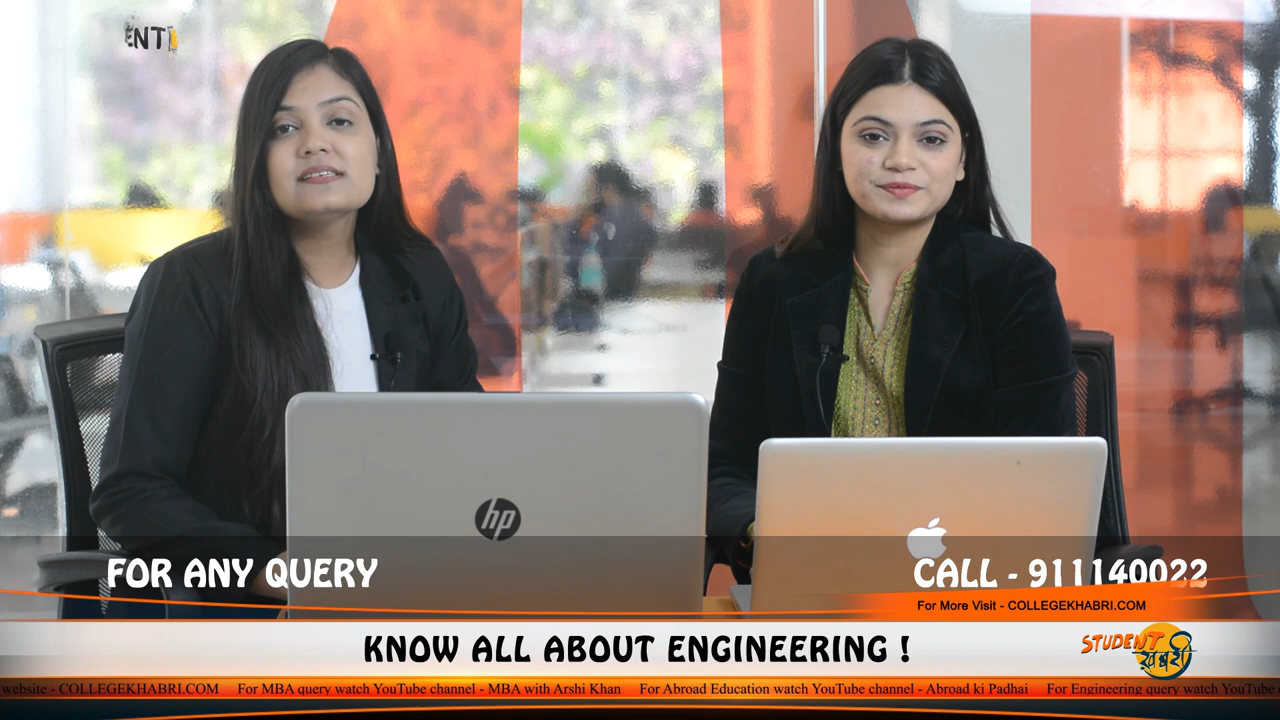 ENTI
hp
FOR ANY QUERY
CALL - 911140022
For More Visit - COLLEGEKHABRI.COM
KNOW ALL ABOUT ENGINEERING !
STUDENT
खबरी
website - COLLEGEKHABRI.COM For MBA query watch YouTube channel - MBA with Arshi Khan For Abroad Education watch YouTube channel - Abroad ki Padhai For Engineering query watch YouTube